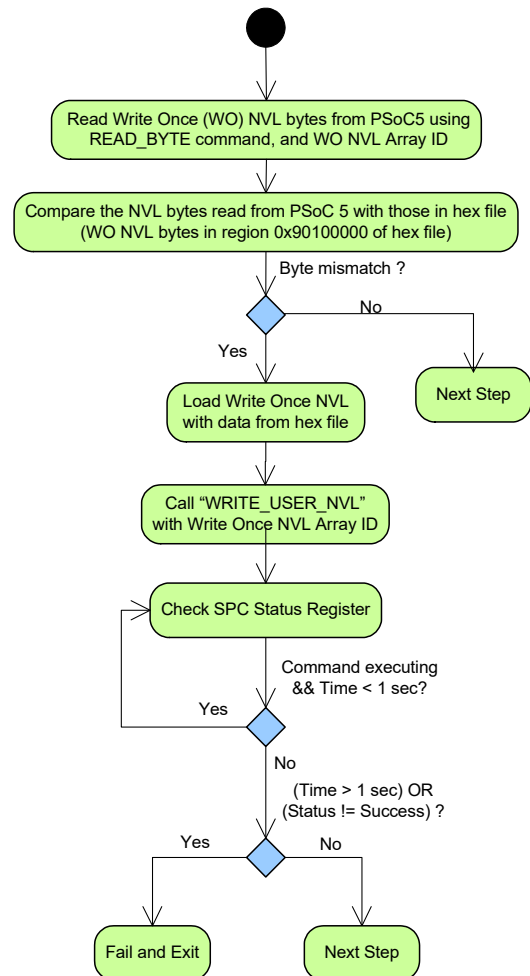 Read Write Once (WO) NVL bytes from PSoC5 using
READ_BYTE command, and WO NVL Array ID
Compare the NVL bytes read from PSoC 5 with those in hex file
(WO NVL bytes in region 0x90100000 of hex file)
Byte mismatch ?
No
Yes
Next Step
Load Write Once NVL
with data from hex file
Call “WRITE_USER_NVL”
with Write Once NVL Array ID
Check SPC Status Register
Command executing
&& Time < 1 sec?
Yes
No
(Time > 1 sec) OR
(Status != Success) ?
Yes
No
Fail and Exit
Next Step